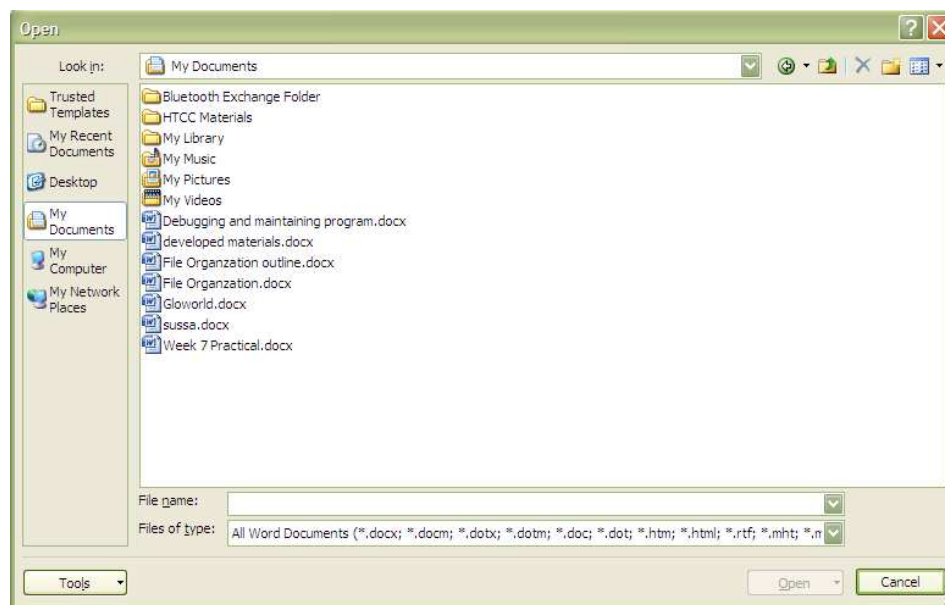 Open
Look in:
My Documents
Trusted
Templates
My Recent
Documents
Desktop
My
Documents
My
Computer
My Network
Places
Bluetooth Exchange Folder
HTCC Materials
My Library
My Music
My Pictures
My Videos
Debugging and maintaining program.docx
developed materials.docx
File Organzation outline.docx
File Organzation.docx
Gloworld.docx
sussa.docx
Week 7 Practical.docx
File name:
Files of type:
All Word Documents (*.docx; *.docm; *.dotx; *.dotm; *.doc; *.dot; *.htm; *.html; *.rtf; *.mht; *.m
Tools
Open
Cancel